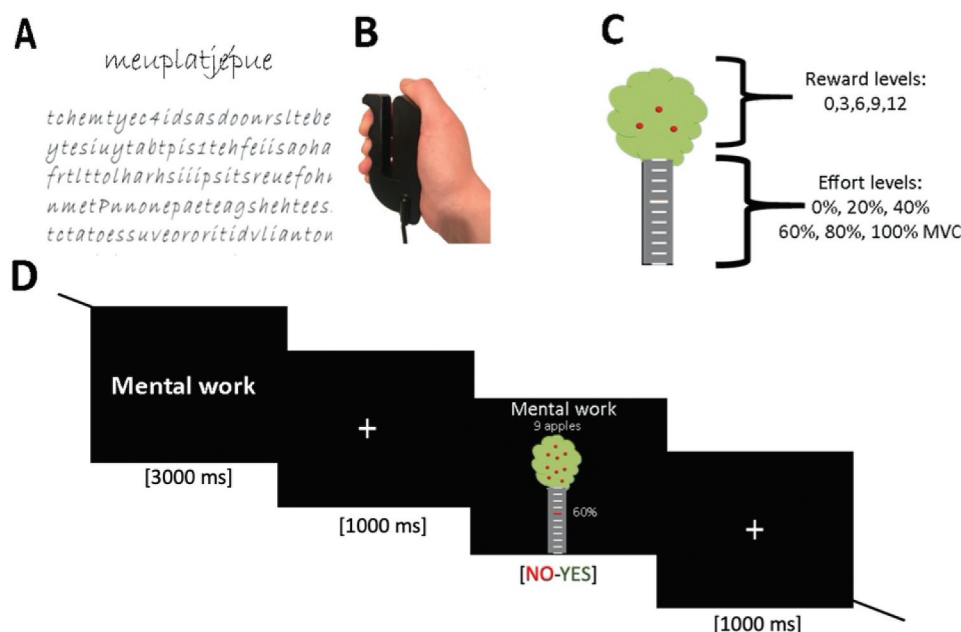 A
meuplatjépue
tchemtyec4idsasdoonrsltebe
ytesiuytabtpis1tehfeiisaoha
frtlttolharhsiiipsitsreuefohn
nmetPnnonepaeteagshehtees.
tctatoessuveororitidvlianton
B
C
Reward levels:
0,3,6,9,12
Effort levels:
0%, 20%, 40%
60%, 80%, 100% MVC
D
Mental work
[3000 ms]
+
[1000 ms]
Mental work
9 apples
60%
[NO-YES]
+
[1000 ms]